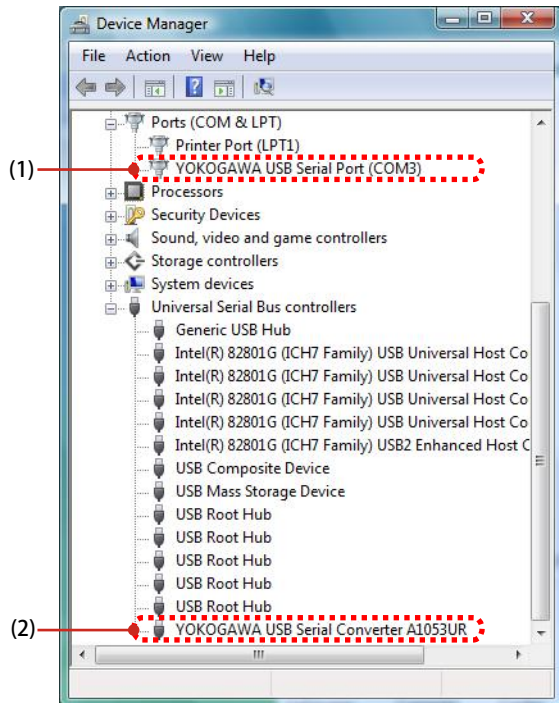 Device Manager
File Action View Help
Ports (COM & LPT)
Printer Port (LPT1)
(1)
YOKOGAWA USB Serial Port (COM3)
Processors
Security Devices
Sound, video and game controllers
Storage controllers
System devices
Universal Serial Bus controllers
Generic USB Hub
Intel(R) 82801G (ICH7 Family) USB Universal Host Co
Intel(R) 82801G (ICH7 Family) USB Universal Host Co
Intel(R) 82801G (ICH7 Family) USB Universal Host Co
Intel(R) 82801G (ICH7 Family) USB Universal Host Co
Intel(R) 82801G (ICH7 Family) USB2 Enhanced Host C
USB Composite Device
USB Mass Storage Device
USB Root Hub
USB Root Hub
USB Root Hub
USB Root Hub
USB Root Hub
(2)
YOKOGAWA USB Serial Converter A1053UR